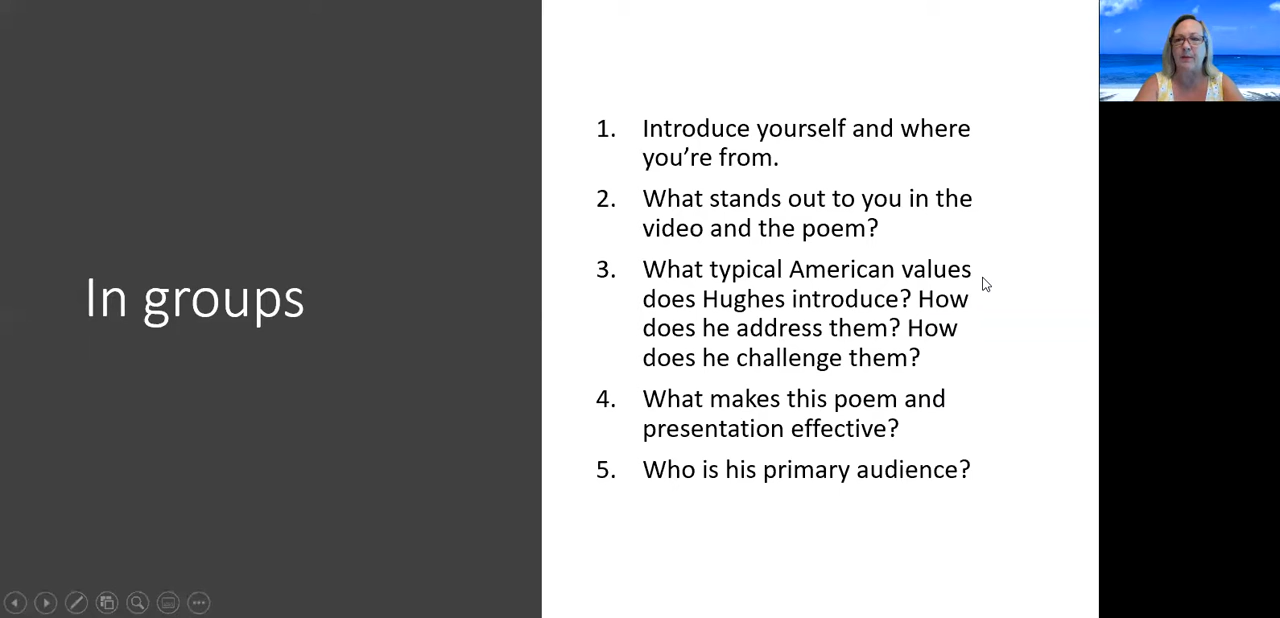 In groups
1. Introduce yourself and where
you’re from.
2. What stands out to you in the
video and the poem?
3. What typical American values
does Hughes introduce? How
does he address them? How
does he challenge them?
4. What makes this poem and
presentation effective?
5. Who is his primary audience?